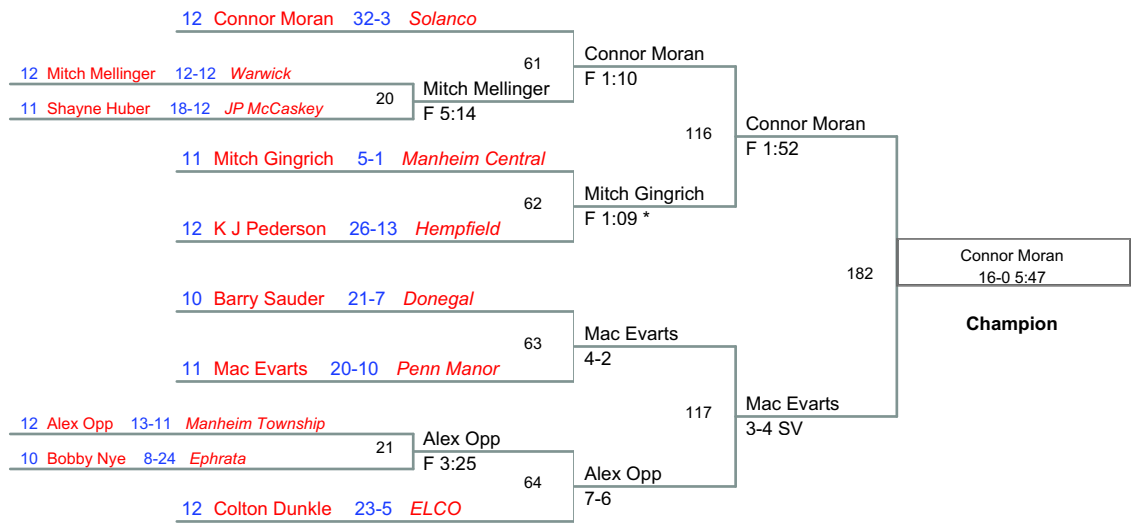 12 Connor Moran 32-3 Solanco
61
Connor Moran
F 1:10
12 Mitch Mellinger 12-12 Warwick
20
Mitch Mellinger
F 5:14
11 Shayne Huber 18-12 JP McCaskey
116
Connor Moran
F 1:52
11 Mitch Gingrich 5-1 Manheim Central
62
Mitch Gingrich
F 1:09 *
12 K J Pederson 26-13 Hempfield
182
Connor Moran
16-0 5:47
Champion
10 Barry Sauder 21-7 Donegal
63
Mac Evarts
4-2
11 Mac Evarts 20-10 Penn Manor
117
Mac Evarts
3-4 SV
12 Alex Opp 13-11 Manheim Township
21
Alex Opp
F 3:25
10 Bobby Nye 8-24 Ephrata
64
Alex Opp
7-6
12 Colton Dunkle 23-5 ELCO